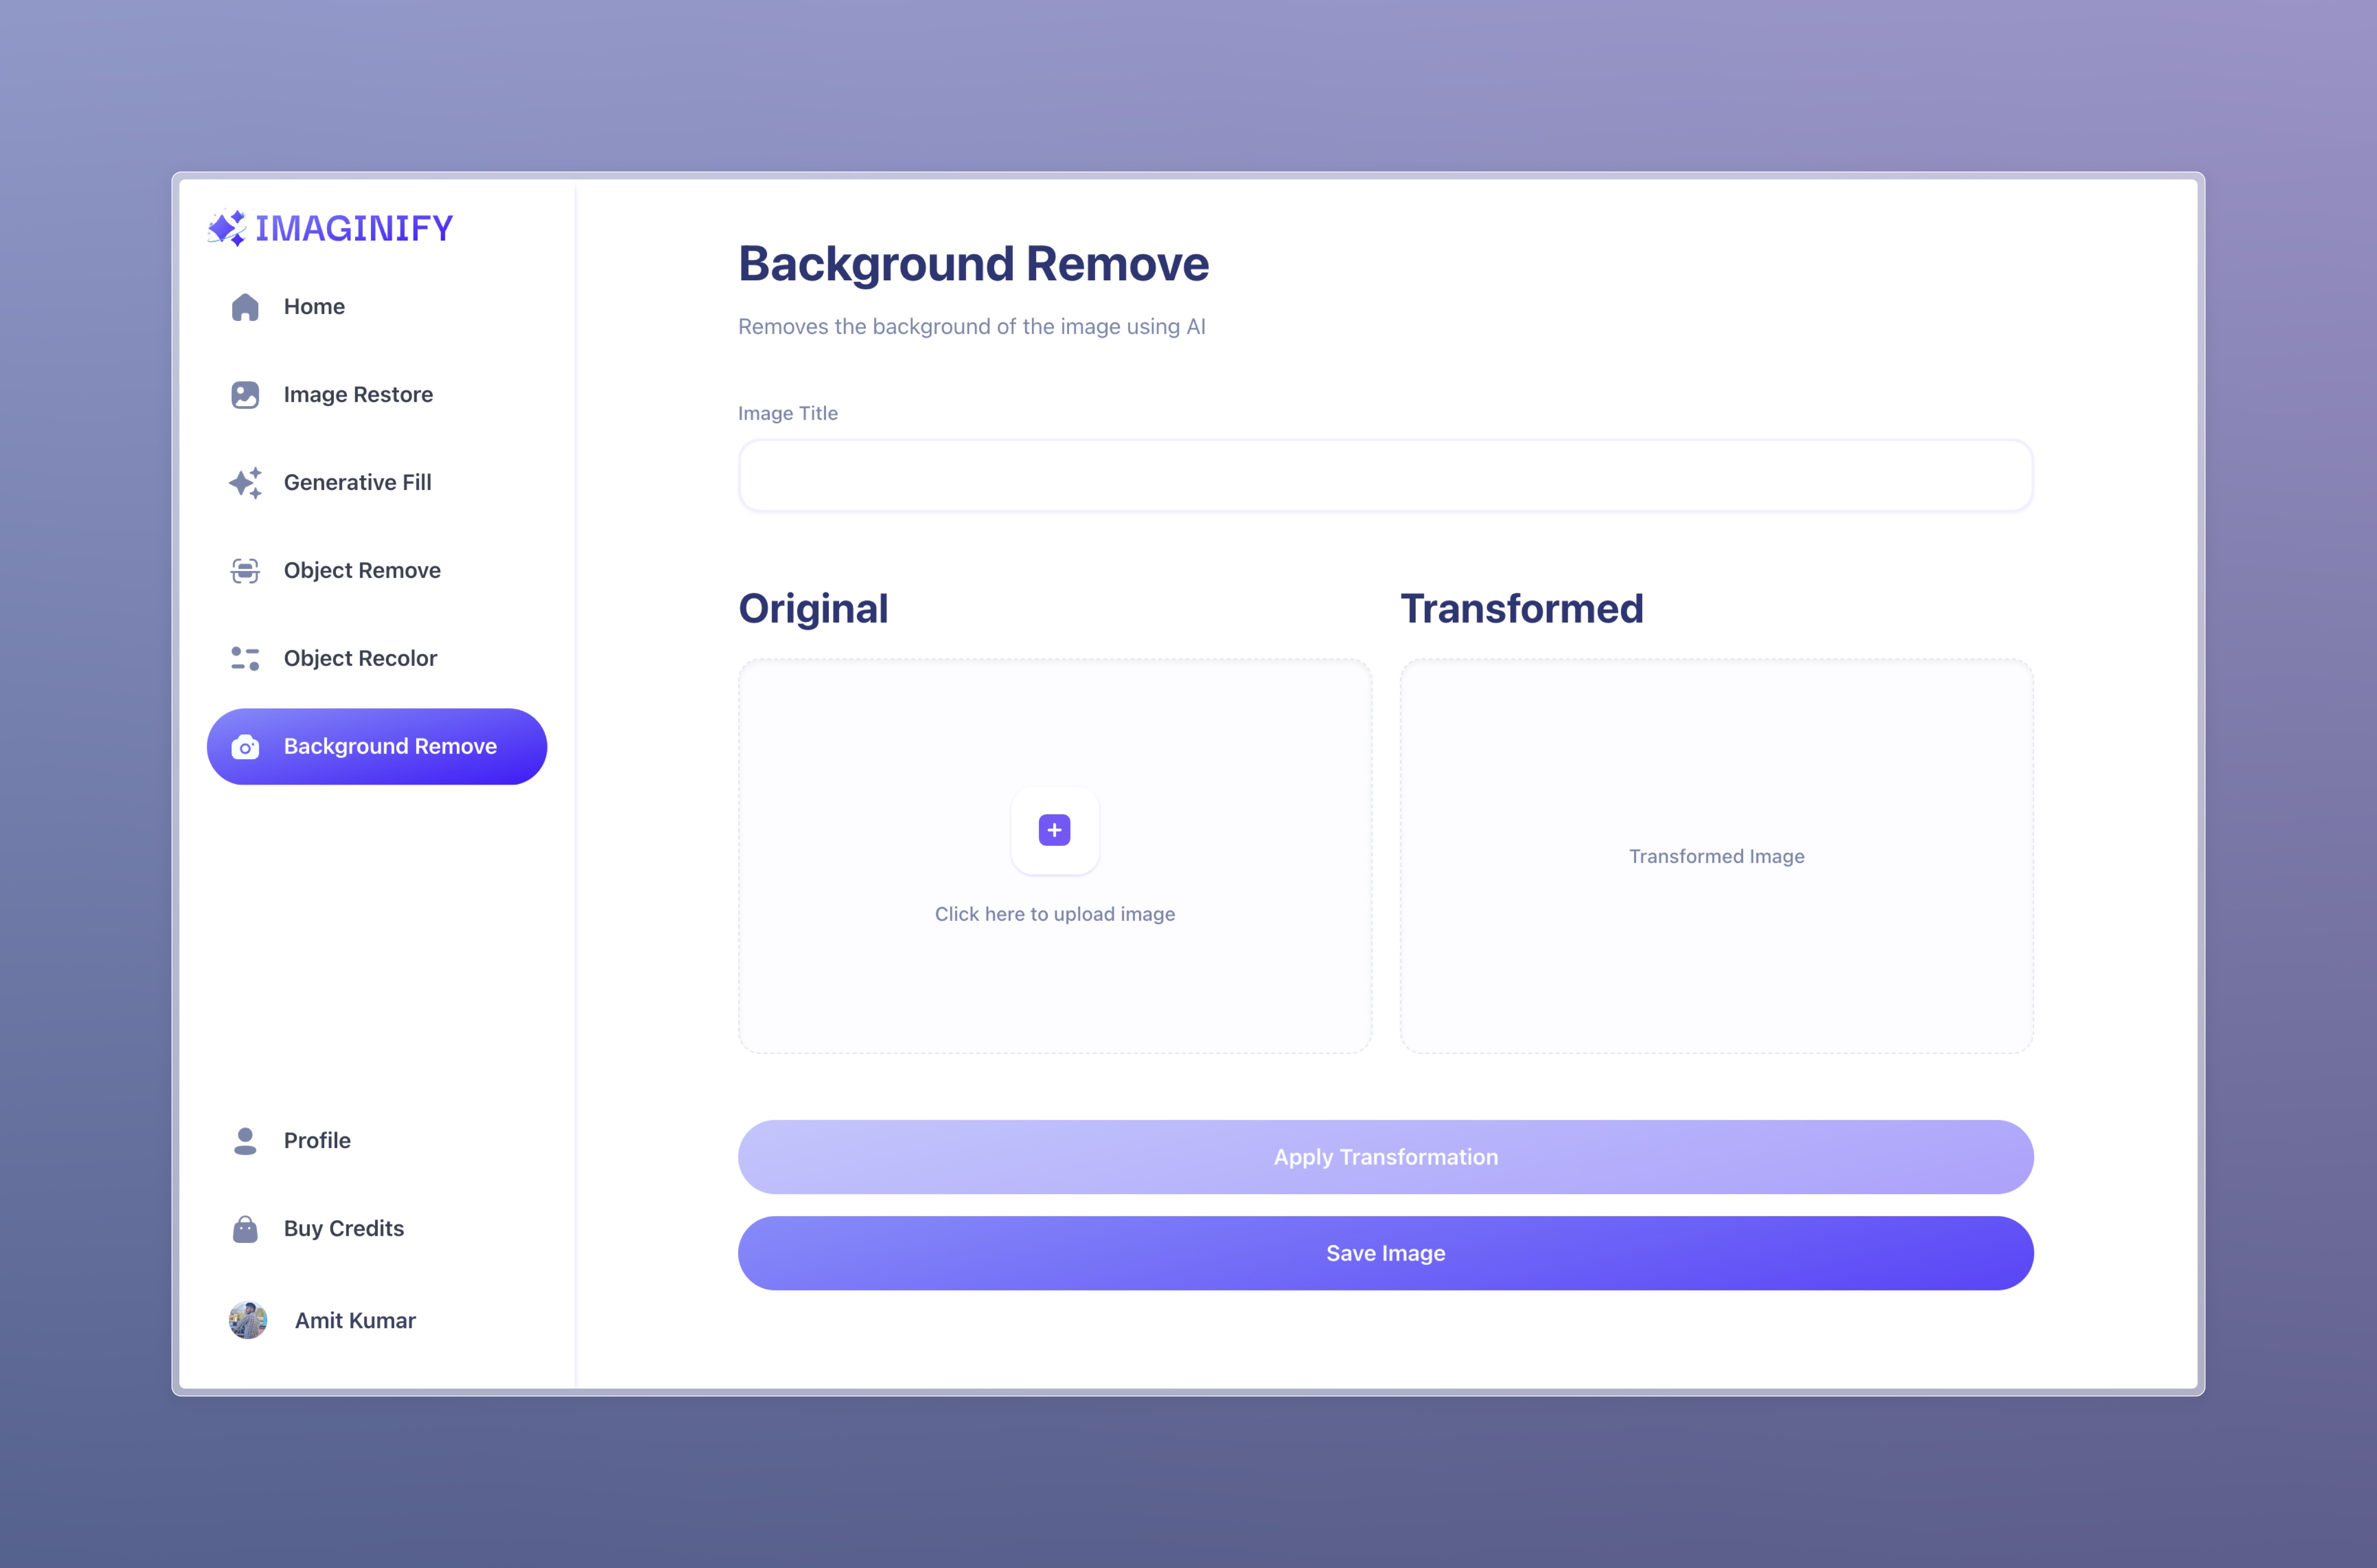 IMAGINIFY
Home
Image Restore
Generative Fill
Object Remove
Object Recolor
Background Remove
Profile
Buy Credits
Amit Kumar
Background Remove
Removes the background of the image using AI
Image Title
Original
Transformed
Click here to upload image
Transformed Image
Apply Transformation
Save Image